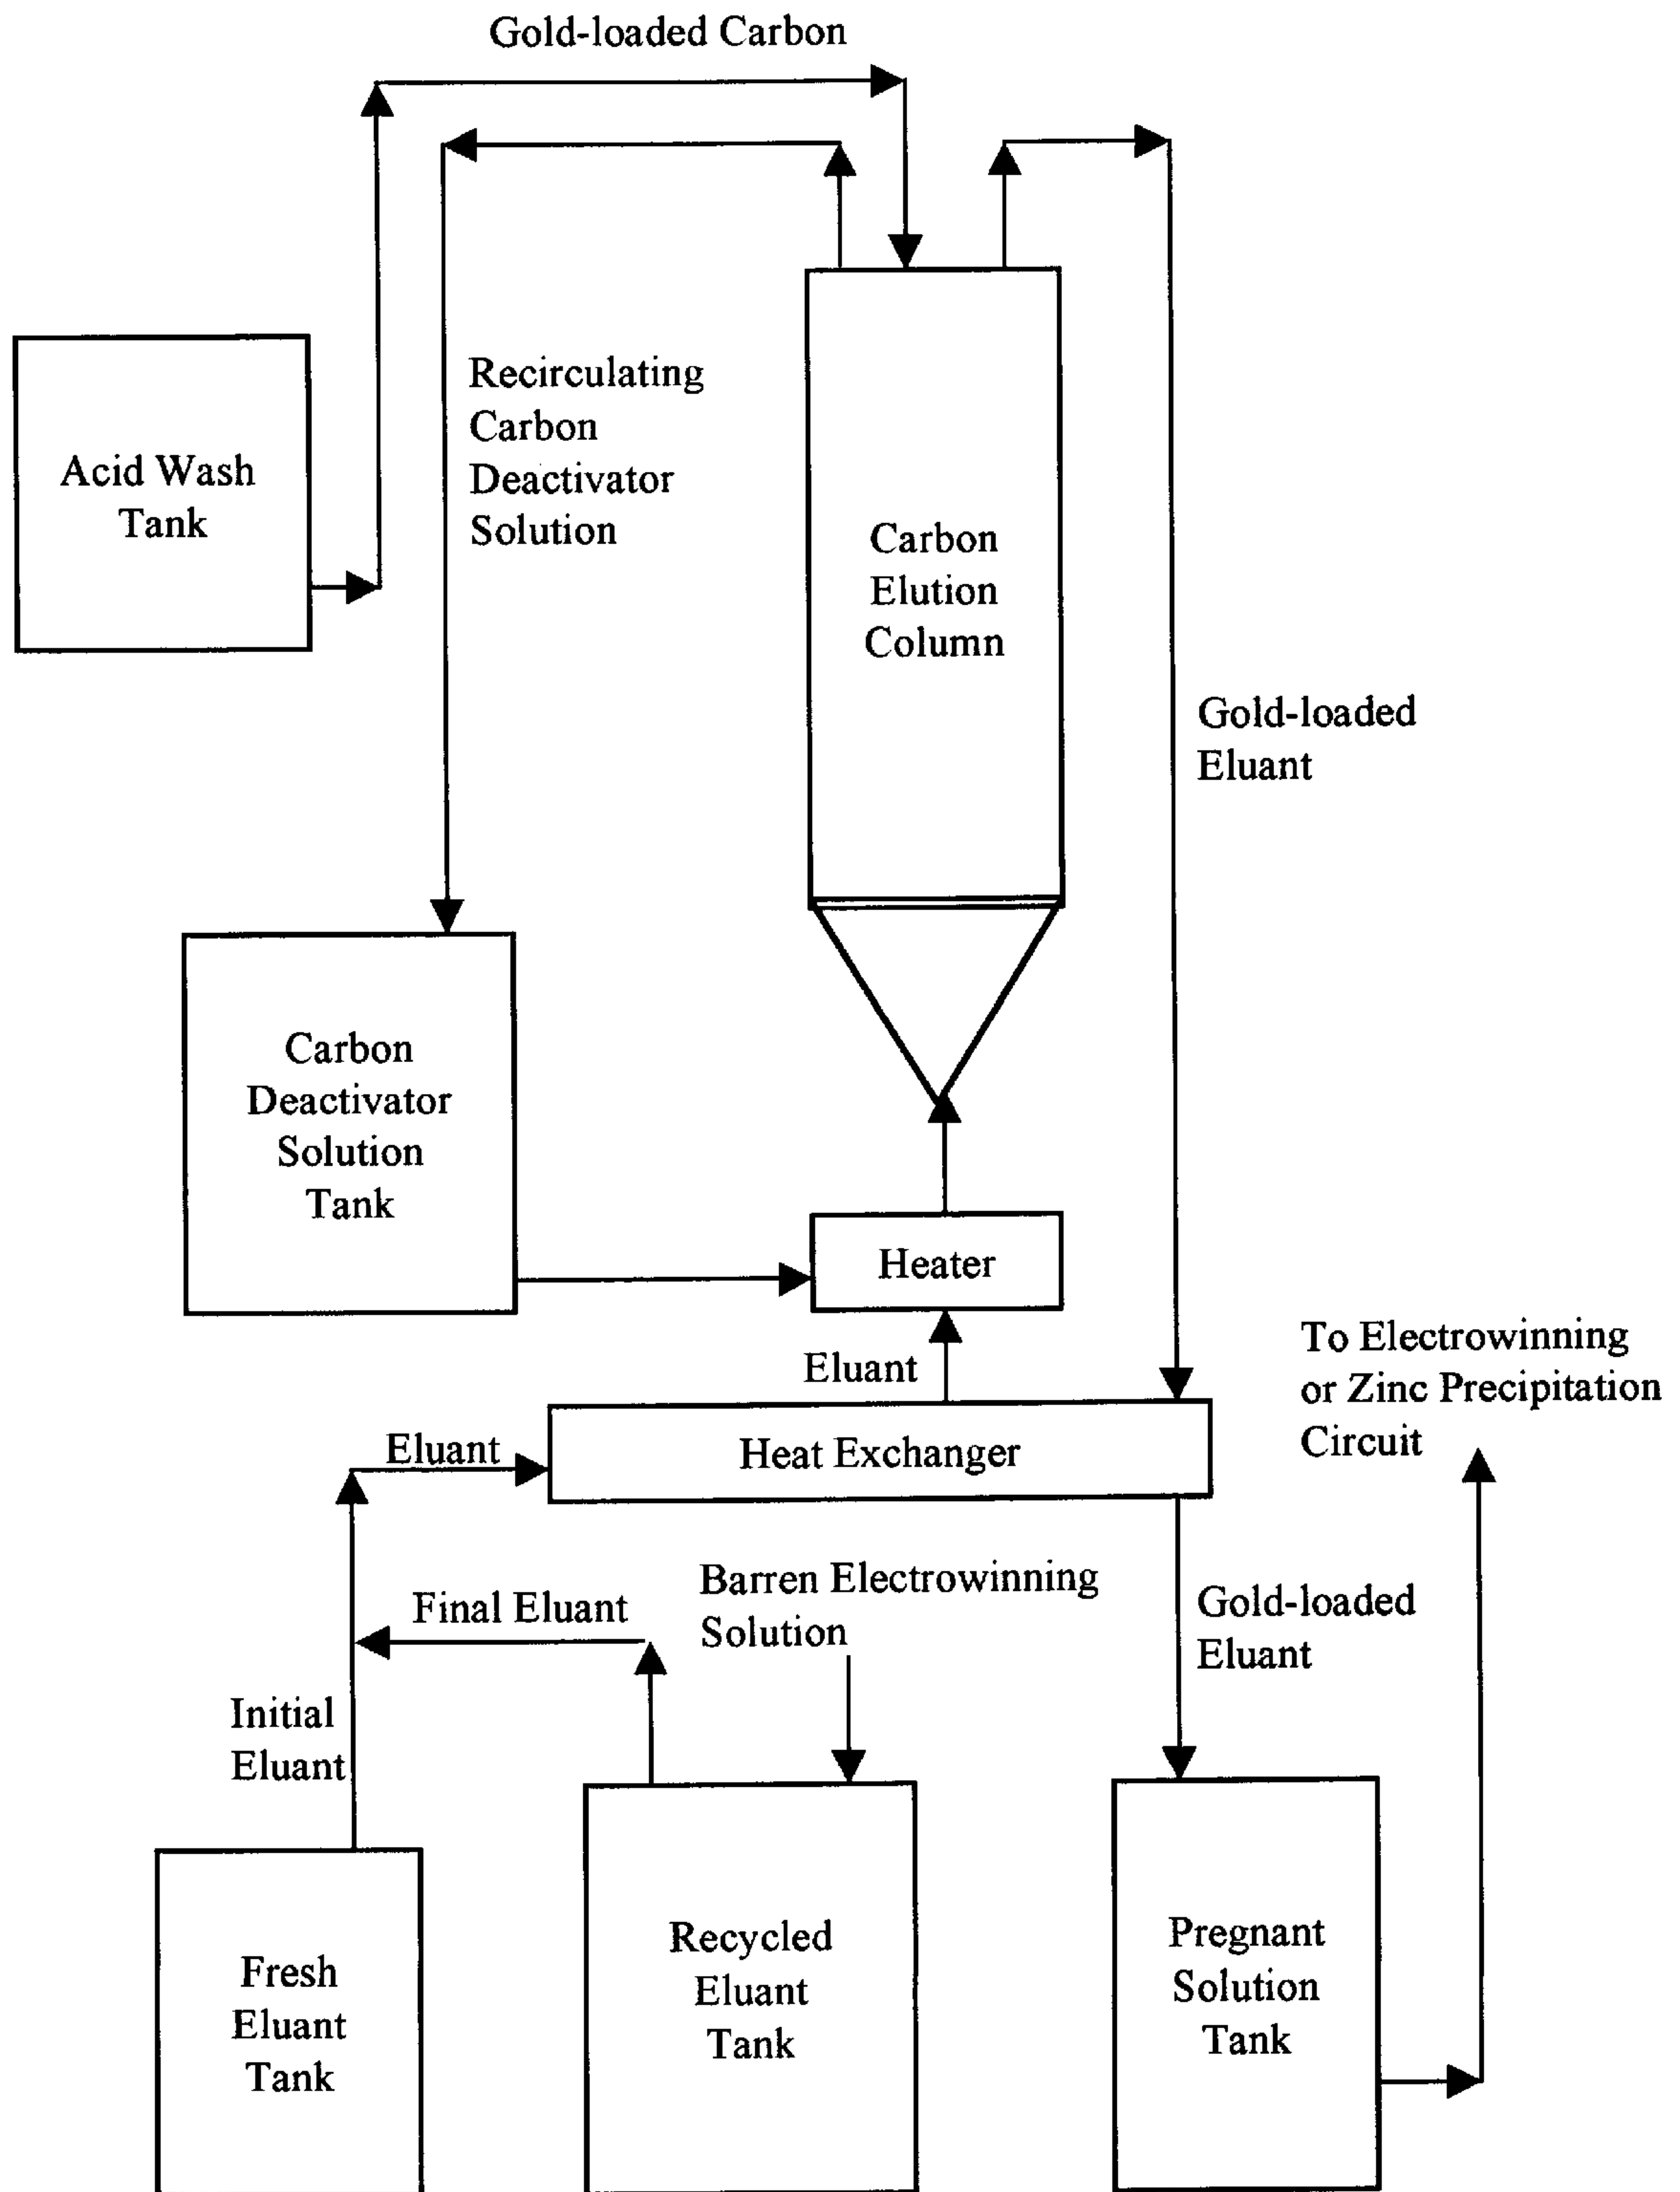 Gold-loaded Carbon
Acid Wash
Tank
Recirculating
Carbon
Deactivator
Solution
Carbon
Elution
Column
Gold-loaded
Eluant
Carbon
Deactivator
Solution
Tank
Heater
Eluant
To Electrowinning
or Zinc Precipitation
Circuit
Eluant
Heat Exchanger
Final Eluant
Barren Electrowinning
Solution
Gold-loaded
Eluant
Initial
Eluant
Fresh
Eluant
Tank
Recycled
Eluant
Tank
Pregnant
Solution
Tank